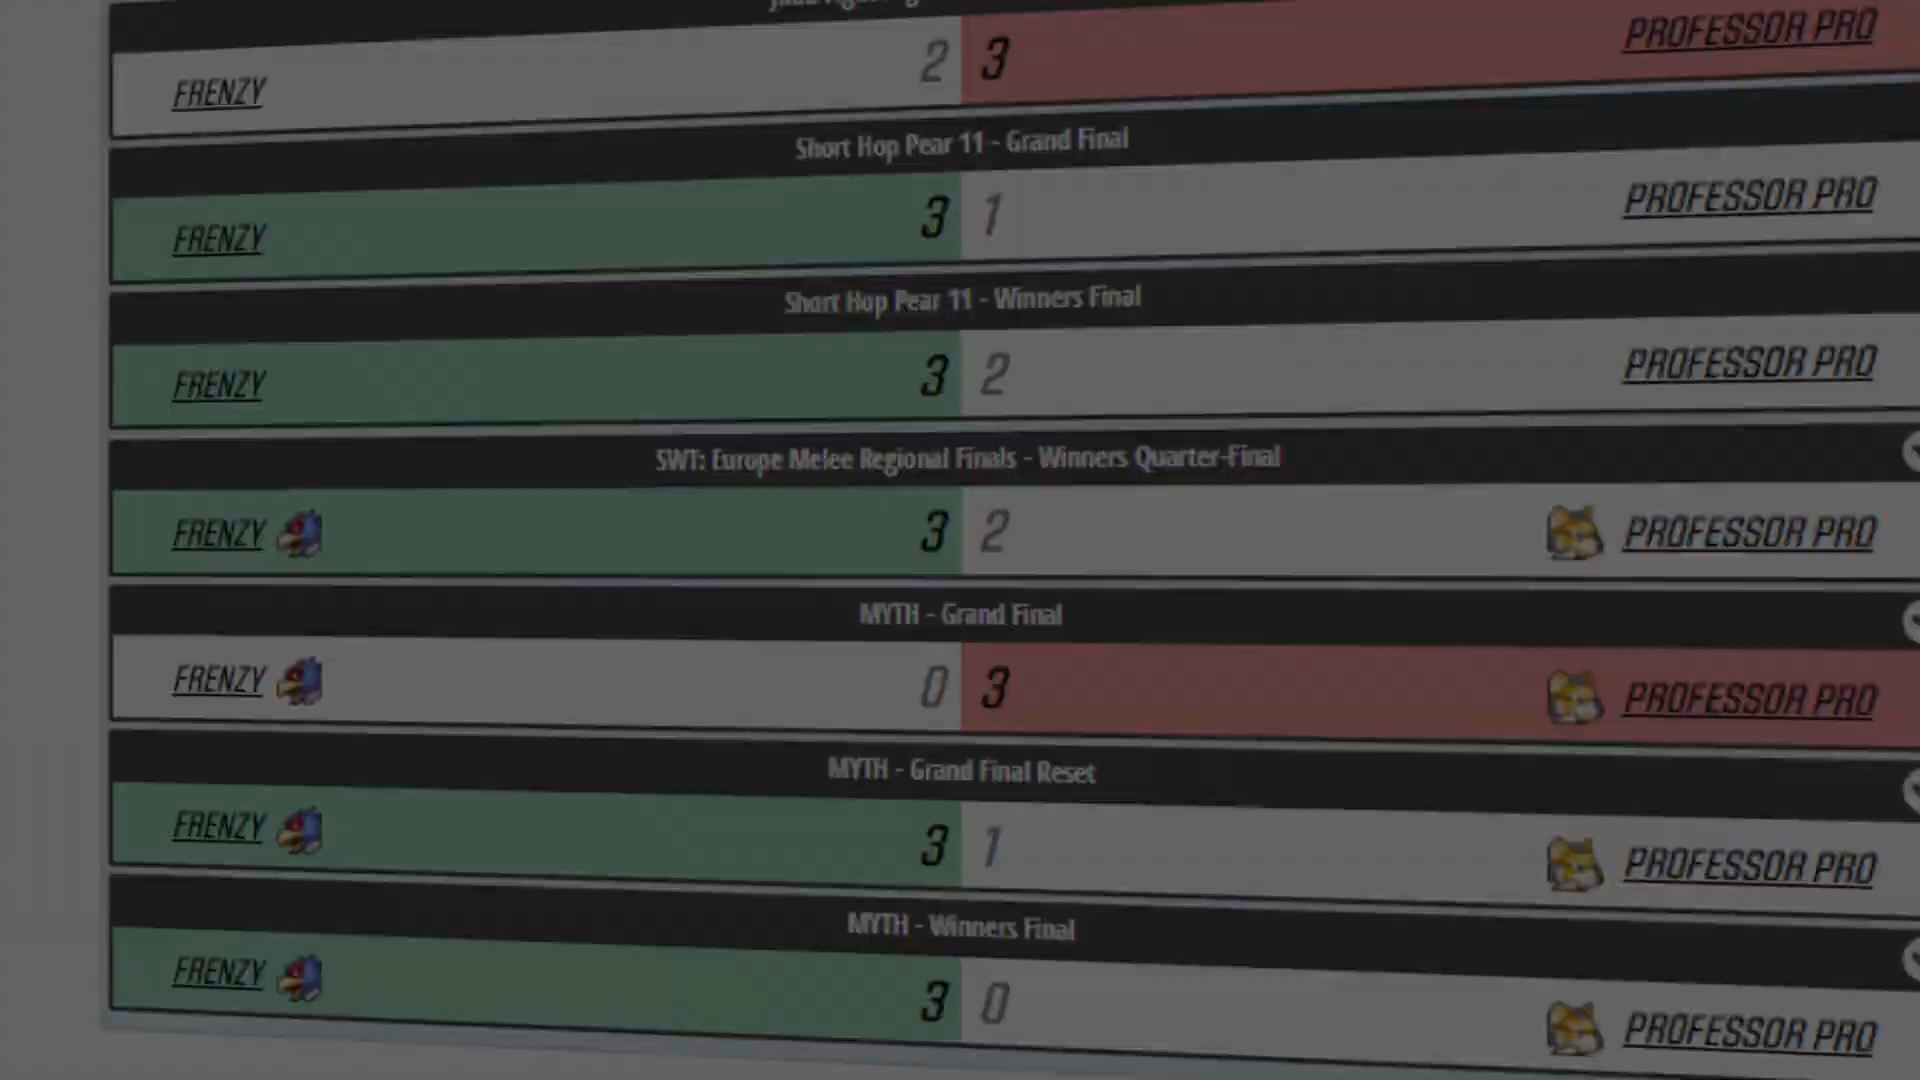 FRENZY 2 3 PROFESSOR PRO
Short Hop Pear 11 - Grand Final
FRENZY 3 1 PROFESSOR PRO
Short Hop Pear 11 - Winners Final
FRENZY 3 2 PROFESSOR PRO
SWT: Europe Melee Regional Finals - Winners Quarter-Final
FRENZY 3 2 PROFESSOR PRO
MYTH - Grand Final
FRENZY 0 3 PROFESSOR PRO
MYTH - Grand Final Reset
FRENZY 3 1 PROFESSOR PRO
MYTH - Winners Final
FRENZY 3 0 PROFESSOR PRO